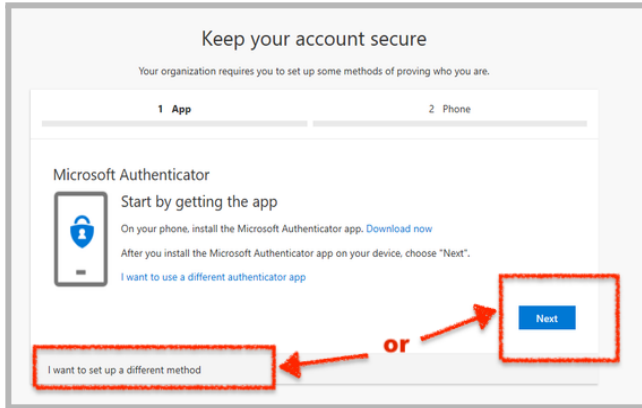 Keep your account secure
Your organization requires you to set up some methods of proving who you are.
1 App
2 Phone
Microsoft Authenticator
Start by getting the app
On your phone, install the Microsoft Authenticator app. Download now
After you install the Microsoft Authenticator app on your device, choose "Next".
I want to use a different authenticator app
Next
or
I want to set up a different method